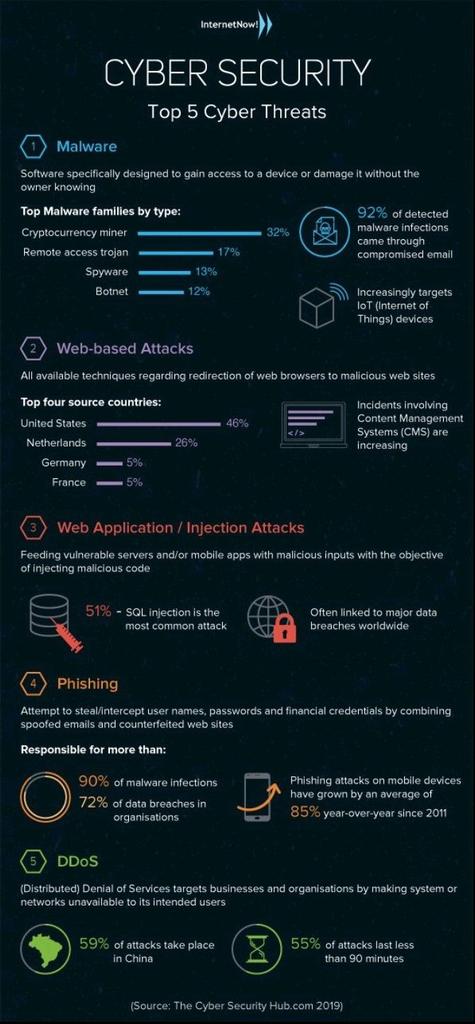 InternetNow!
CYBER SECURITY
Top 5 Cyber Threats
1 Malware
Software specifically designed to gain access to a device or damage it without the
owner knowing
Top Malware families by type:
Cryptocurrency miner 32%
Remote access trojan 17%
Spyware 13%
Botnet 12%
92% of detected
malware infections
came through
compromised email
Increasingly targets
IoT (Internet of
Things) devices
2 Web-based Attacks
All available techniques regarding redirection of web browsers to malicious web sites
Top four source countries:
United States 46%
Netherlands 26%
Germany 5%
France 5%
</>
Incidents involving
Content Management
Systems (CMS) are
increasing
3 Web Application / Injection Attacks
Feeding vulnerable servers and/or mobile apps with malicious inputs with the objective
of injecting malicious code
51% - SQL injection is the
most common attack
Often linked to major data
breaches worldwide
4 Phishing
Attempt to steal/intercept user names, passwords and financial credentials by combining
spoofed emails and counterfeited web sites
Responsible for more than:
90% of malware infections
72% of data breaches in
organisations
Phishing attacks on mobile devices
have grown by an average of
85% year-over-year since 2011
5 DDoS
(Distributed) Denial of Services targets businesses and organisations by making system or
networks unavailable to its intended users
59% of attacks take place
in China
55% of attacks last less
than 90 minutes
(Source: The Cyber Security Hub.com 2019)